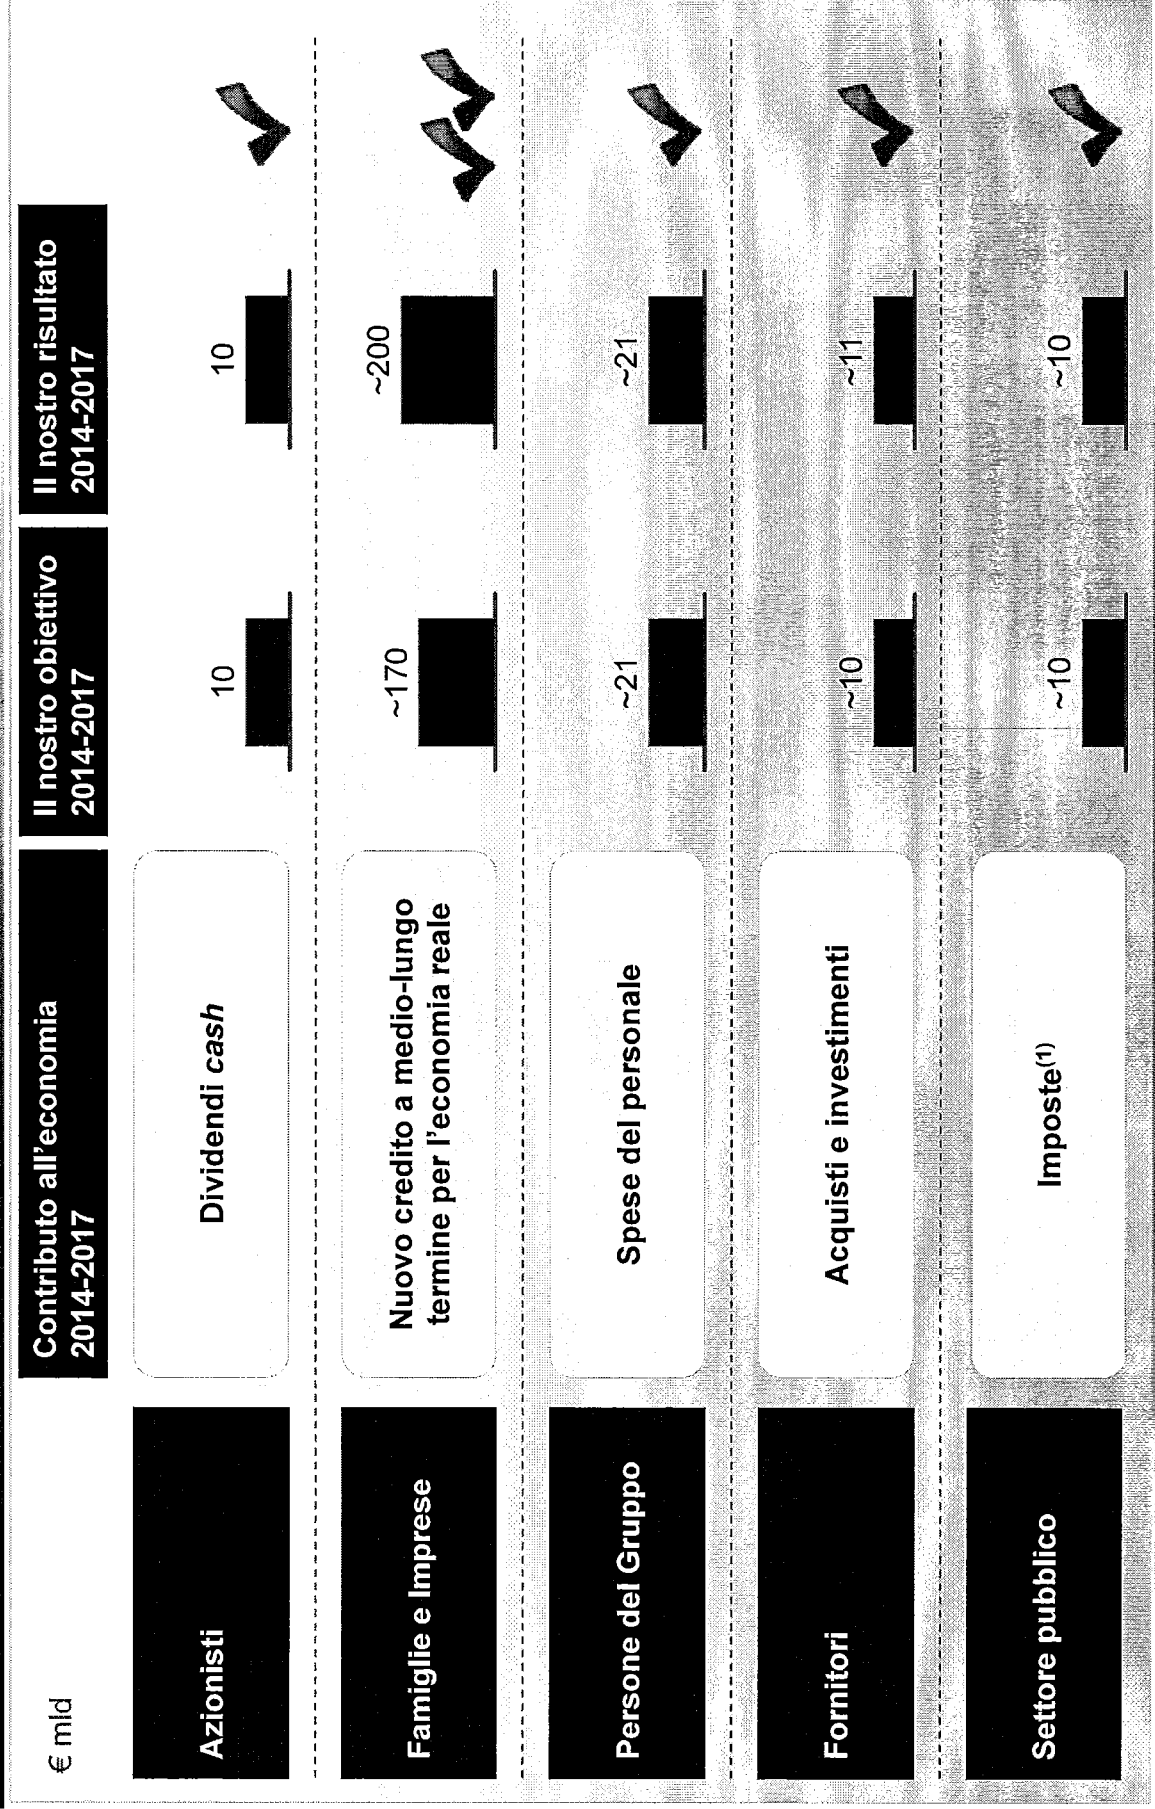 € mld
Contributo all'economia
2014-2017
Il nostro obiettivo
2014-2017
Il nostro risultato
2014-2017
Azionisti
Dividendi cash
10
10
Famiglie e Imprese
Nuovo credito a medio-lungo
termine per l'economia reale
~170
~200
Persone del Gruppo
Spese del personale
~21
~21
Fornitori
Acquisti e investimenti
~10
~11
Settore pubblico
Imposte(1)
~10
~10